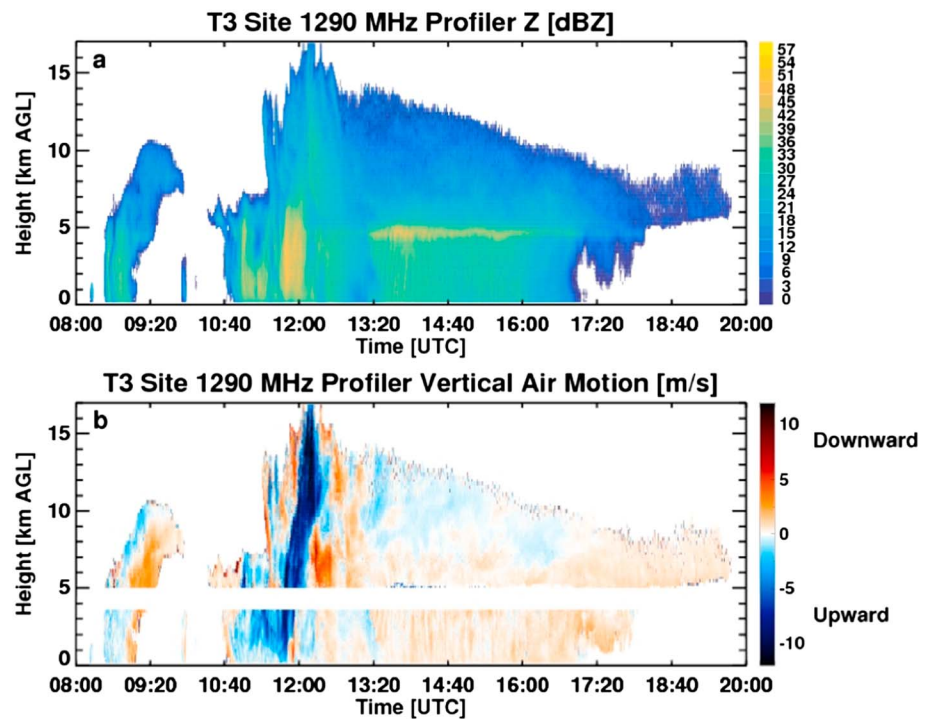 T3 Site 1290 MHz Profiler Z [dBZ]
a
Height [km AGL]
15
10
5
0
08:00 09:20 10:40 12:00 13:20 14:40 16:00 17:20 18:40 20:00
Time [UTC]
57
54
51
48
45
42
39
36
33
30
27
24
21
18
15
12
9
6
3
0
T3 Site 1290 MHz Profiler Vertical Air Motion [m/s]
b
Height [km AGL]
15
10
5
0
08:00 09:20 10:40 12:00 13:20 14:40 16:00 17:20 18:40 20:00
Time [UTC]
10
5
0
-5
-10
Downward
Upward